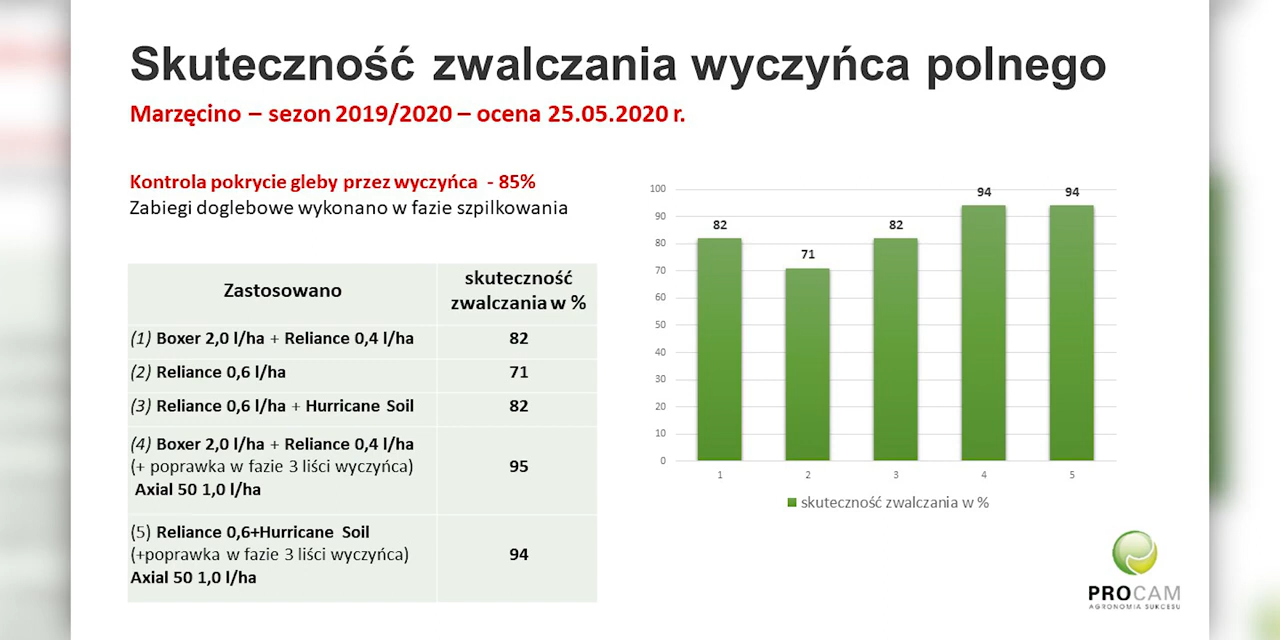 Skuteczność zwalczania wyczyńca polnego
Marzęcino – sezon 2019/2020 – ocena 25.05.2020 r.
Kontrola pokrycie gleby przez wyczyńca - 85%
Zabiegi doglebowe wykonano w fazie szpilkowania
Zastosowano
skuteczność
zwalczania w %
(1) Boxer 2,0 l/ha + Reliance 0,4 l/ha
82
(2) Reliance 0,6 l/ha
71
(3) Reliance 0,6 l/ha + Hurricane Soil
82
(4) Boxer 2,0 l/ha + Reliance 0,4 l/ha
(+ poprawka w fazie 3 liści wyczyńca)
Axial 50 1,0 l/ha
95
(5) Reliance 0,6+Hurricane Soil
(+poprawka w fazie 3 liści wyczyńca)
Axial 50 1,0 l/ha
94
100
90
80
70
60
50
40
30
20
10
0
82
71
82
94
94
1
2
3
4
5
skuteczność zwalczania w %
PROCAM
AGRONOMIA SUKCESU